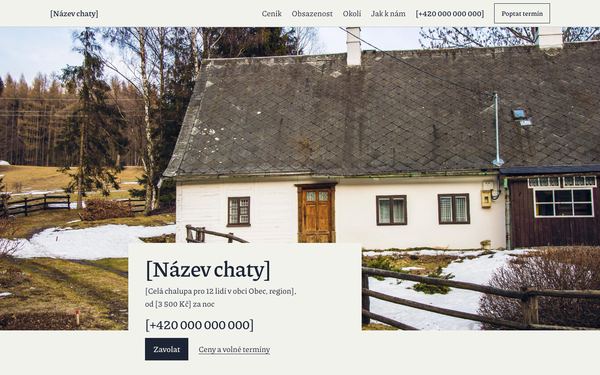 [Název chaty]
Ceník
Obsazenost
Okolí
Jak k nám
[+420 000 000 000]
Poptat termín
[Název chaty]
[Celá chalupa pro 12 lidí v obci Obec, region],
od [3 500 Kč] za noc
[+420 000 000 000]
Zavolat
Ceny a volné termíny